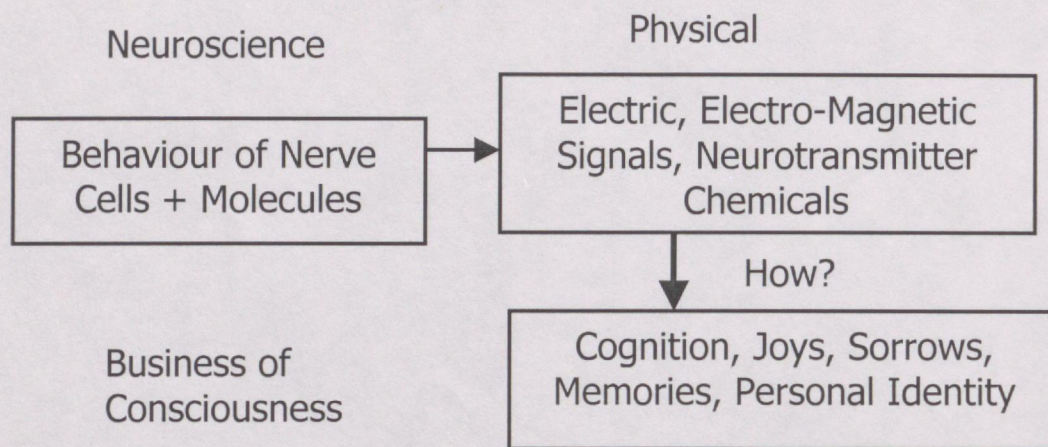 Neuroscience
Physical
Behaviour of Nerve
Cells + Molecules
Electric, Electro-Magnetic
Signals, Neurotransmitter
Chemicals
How?
Business of
Consciousness
Cognition, Joys, Sorrows,
Memories, Personal Identity